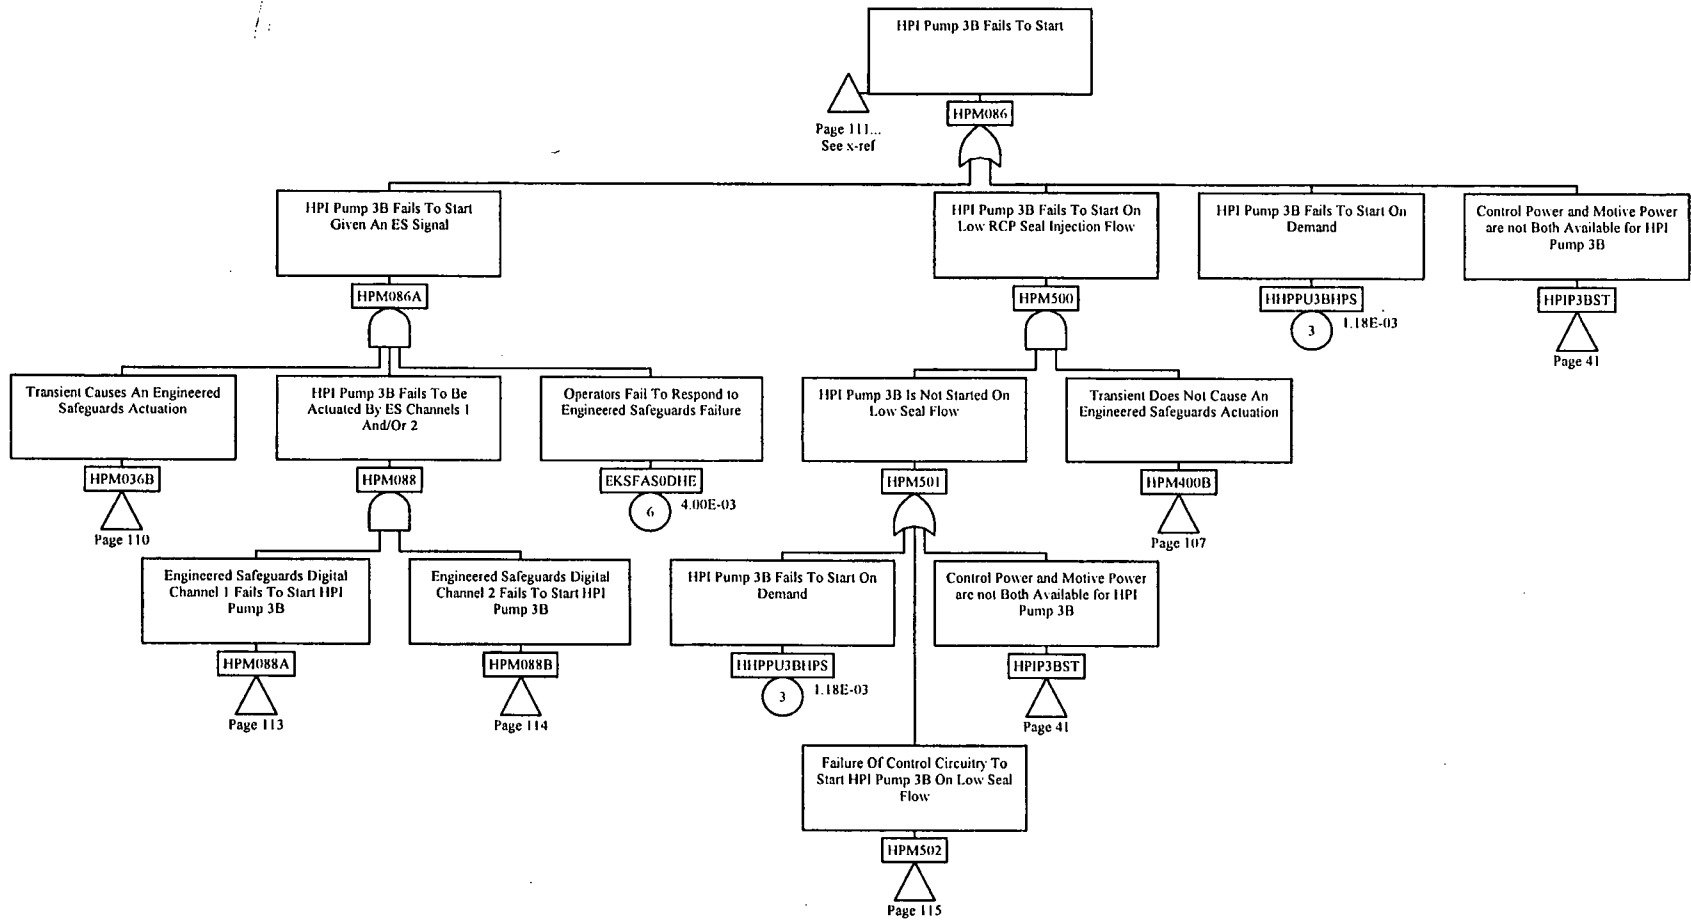 HPI Pump 3B Fails To Start
Page 111...
See x-ref
HPM086
HPI Pump 3B Fails To Start
Given An ES Signal
HPM086A
HPI Pump 3B Fails To Start On
Low RCP Seal Injection Flow
HPM500
HPI Pump 3B Fails To Start On
Demand
HHPPU3BHPS
3
1.18E-03
Control Power and Motive Power
are not Both Available for HPI
Pump 3B
HPIP3BST
Page 41
Transient Causes An Engineered
Safeguards Actuation
HPM036B
Page 110
HPI Pump 3B Fails To Be
Actuated By ES Channels 1
And/Or 2
HPM088
Operators Fail To Respond to
Engineered Safeguards Failure
EKSFAS0DHE
6
4.00E-03
HPI Pump 3B Is Not Started On
Low Seal Flow
HPM501
Transient Does Not Cause An
Engineered Safeguards Actuation
HPM400B
Page 107
Engineered Safeguards Digital
Channel 1 Fails To Start HPI
Pump 3B
HPM088A
Page 113
Engineered Safeguards Digital
Channel 2 Fails To Start HPI
Pump 3B
HPM088B
Page 114
HPI Pump 3B Fails To Start On
Demand
HHPPU3BHPS
3
1.18E-03
Control Power and Motive Power
are not Both Available for HPI
Pump 3B
HPIP3BST
Page 41
Failure Of Control Circuitry To
Start HPI Pump 3B On Low Seal
Flow
HPM502
Page 115